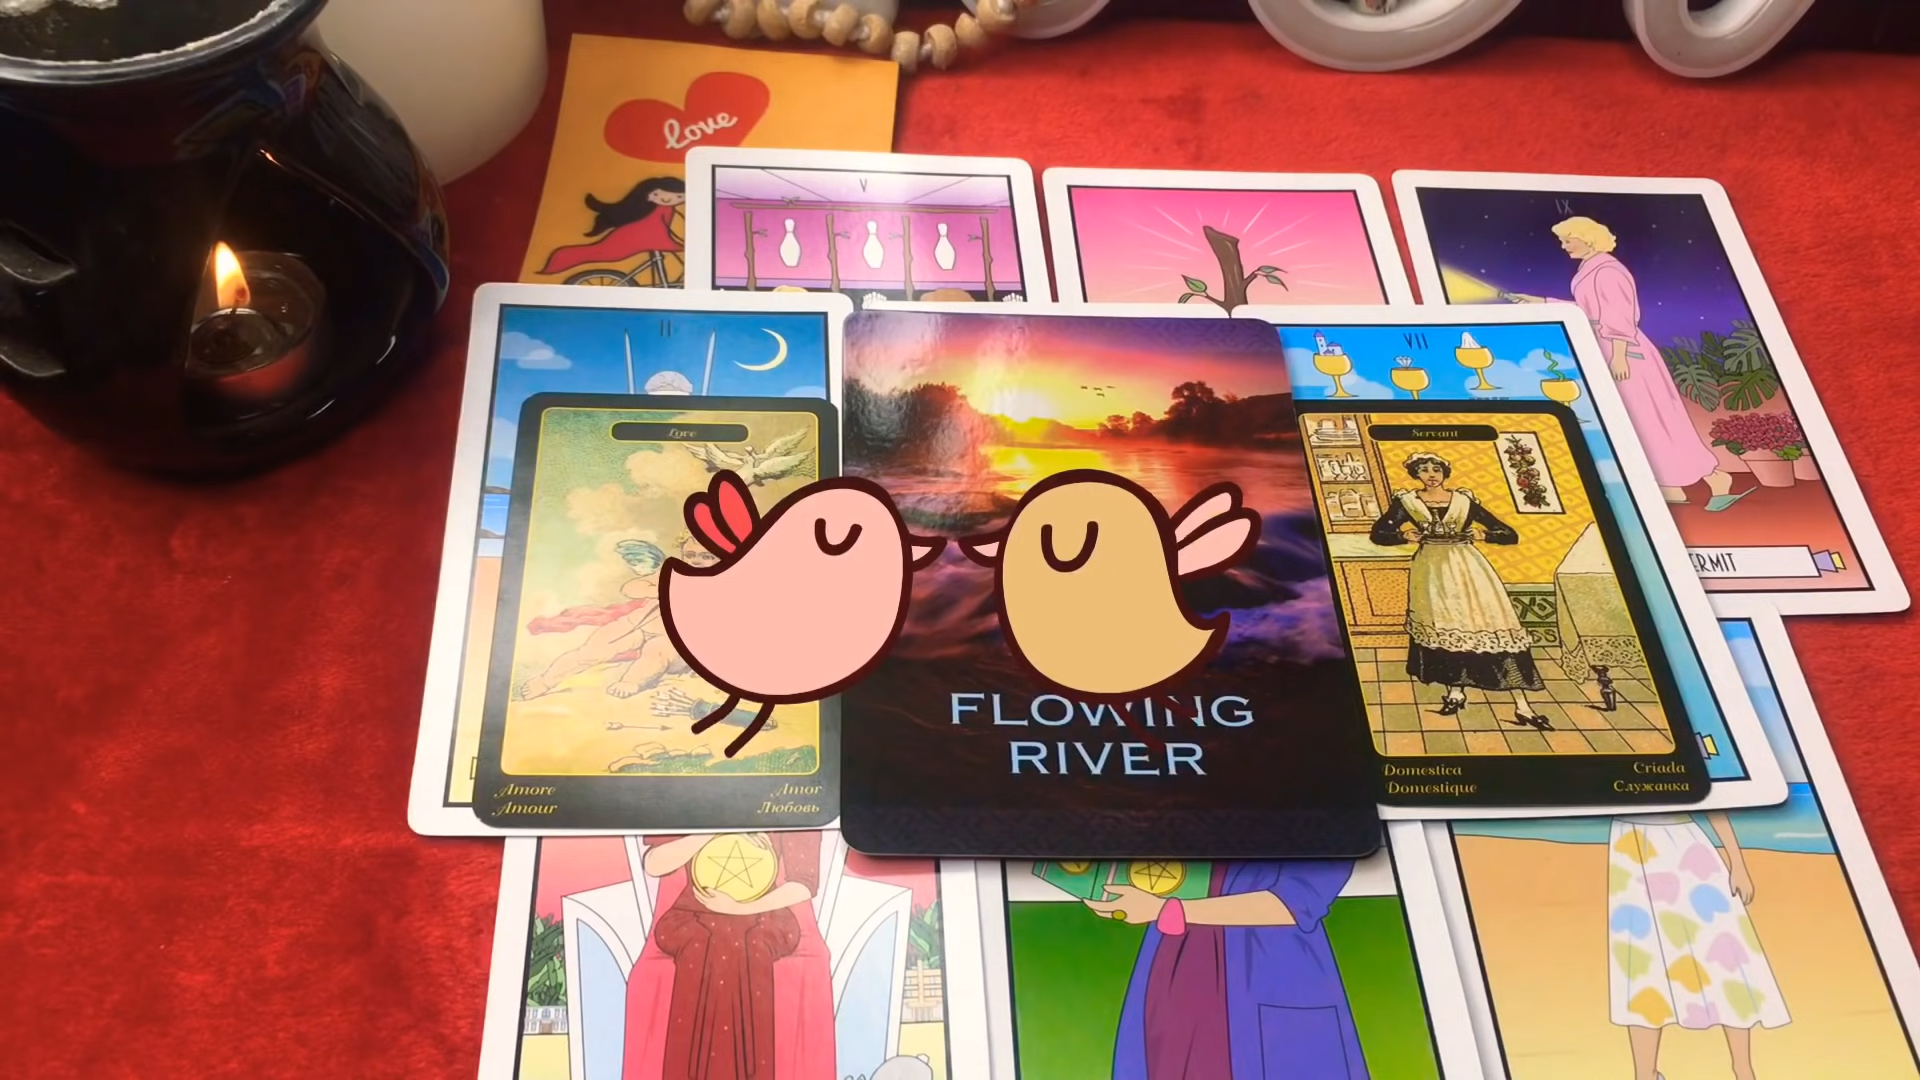 love
V
IX
II
VII
Love
Servant
ERMIT
FLOWING
RIVER
Amore
Amour
Amor
Любовь
Domestica
Domestique
Criada
Служанка